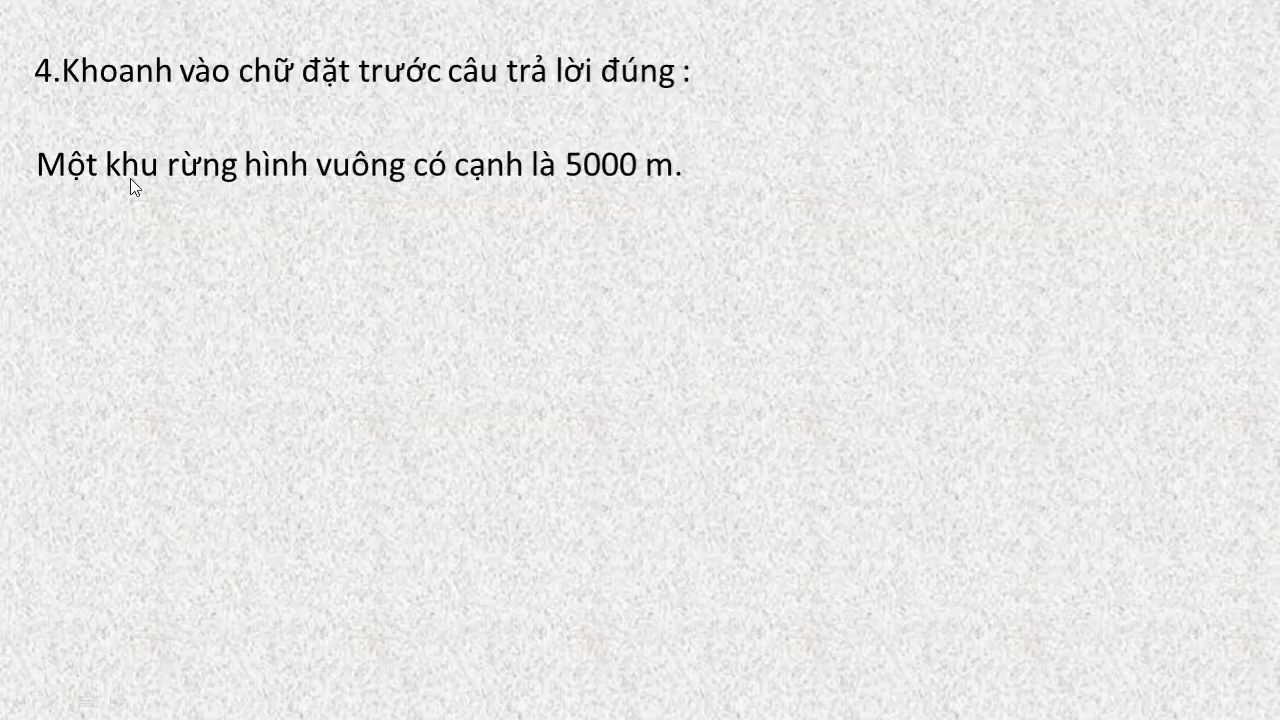 4.Khoanh vào chữ đặt trước câu trả lời đúng :
Một khu rừng hình vuông có cạnh là 5000 m.